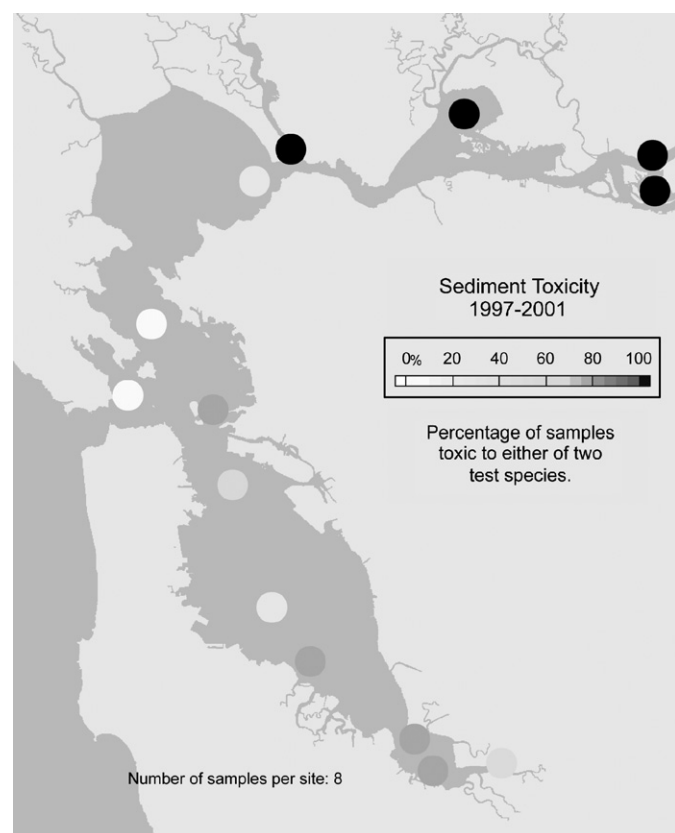 Sediment Toxicity
1997-2001
0% 20 40 60 80 100
Percentage of samples
toxic to either of two
test species.
Number of samples per site: 8